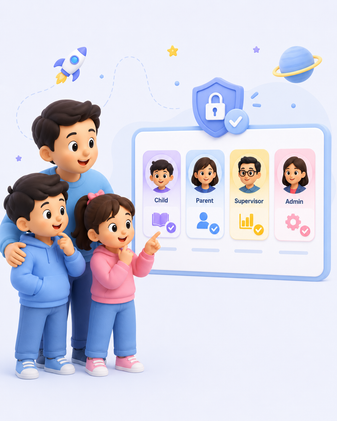 Child
Parent
Supervisor
Admin